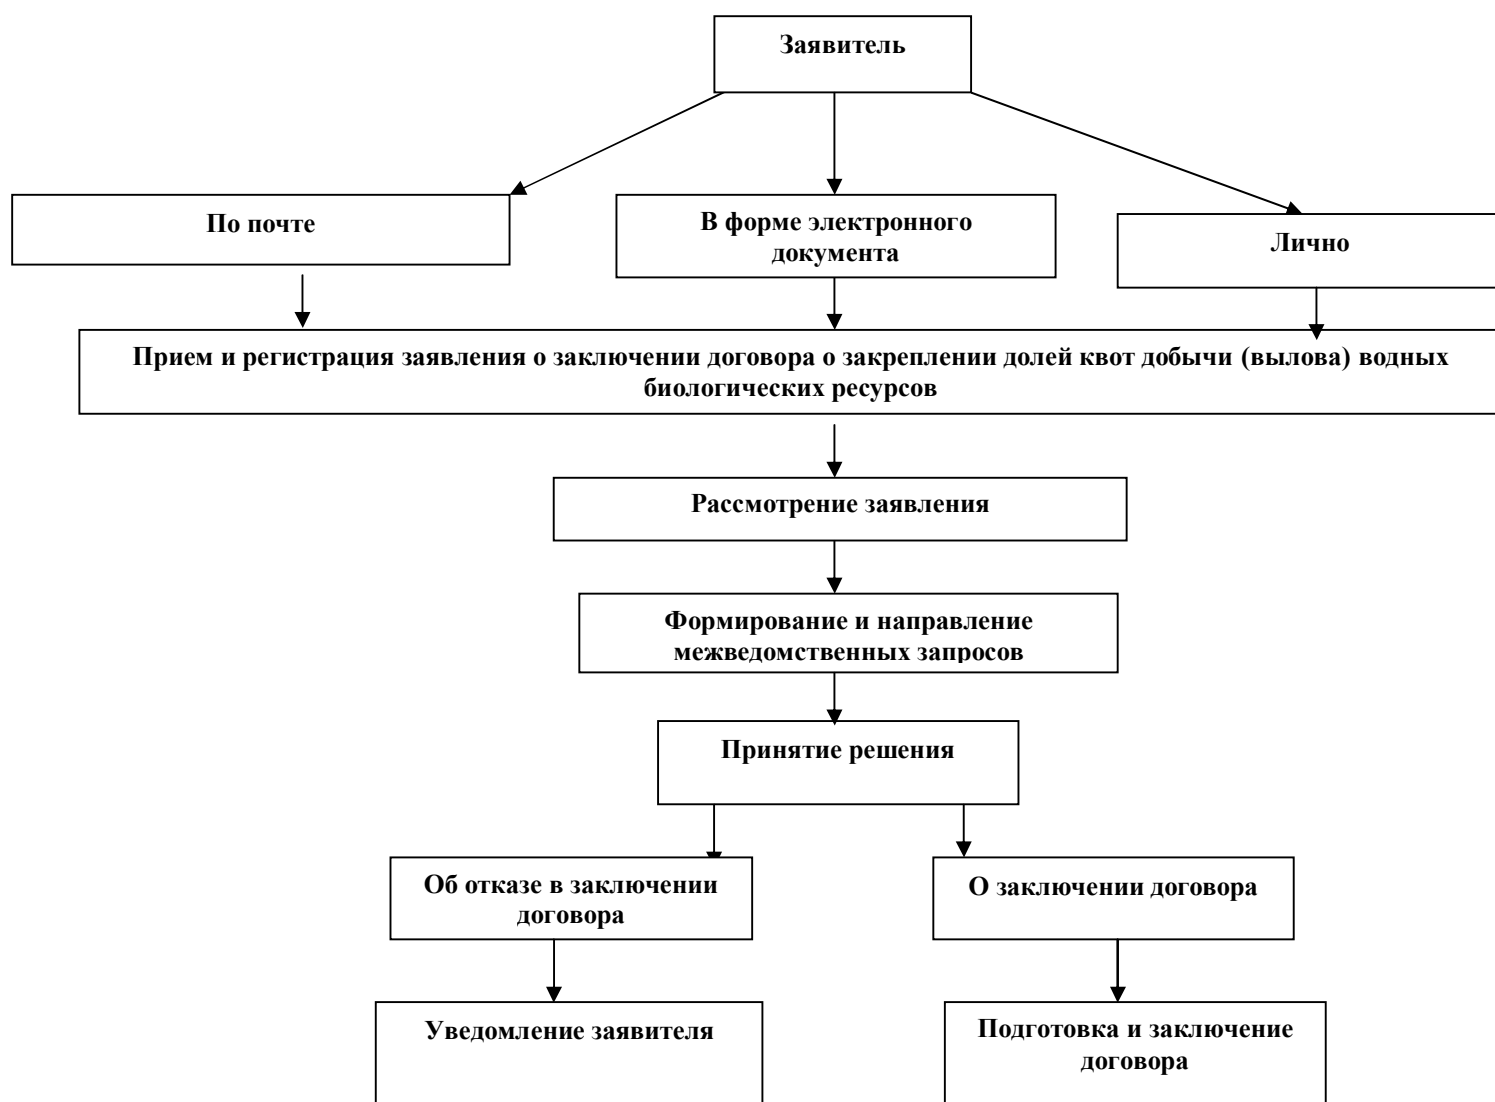 Заявитель
По почте
В форме электронного
документа
Лично
Прием и регистрация заявления о заключении договора о закреплении долей квот добычи (вылова) водных
биологических ресурсов
Рассмотрение заявления
Формирование и направление
межведомственных запросов
Принятие решения
Об отказе в заключении
договора
О заключении договора
Уведомление заявителя
Подготовка и заключение
договора